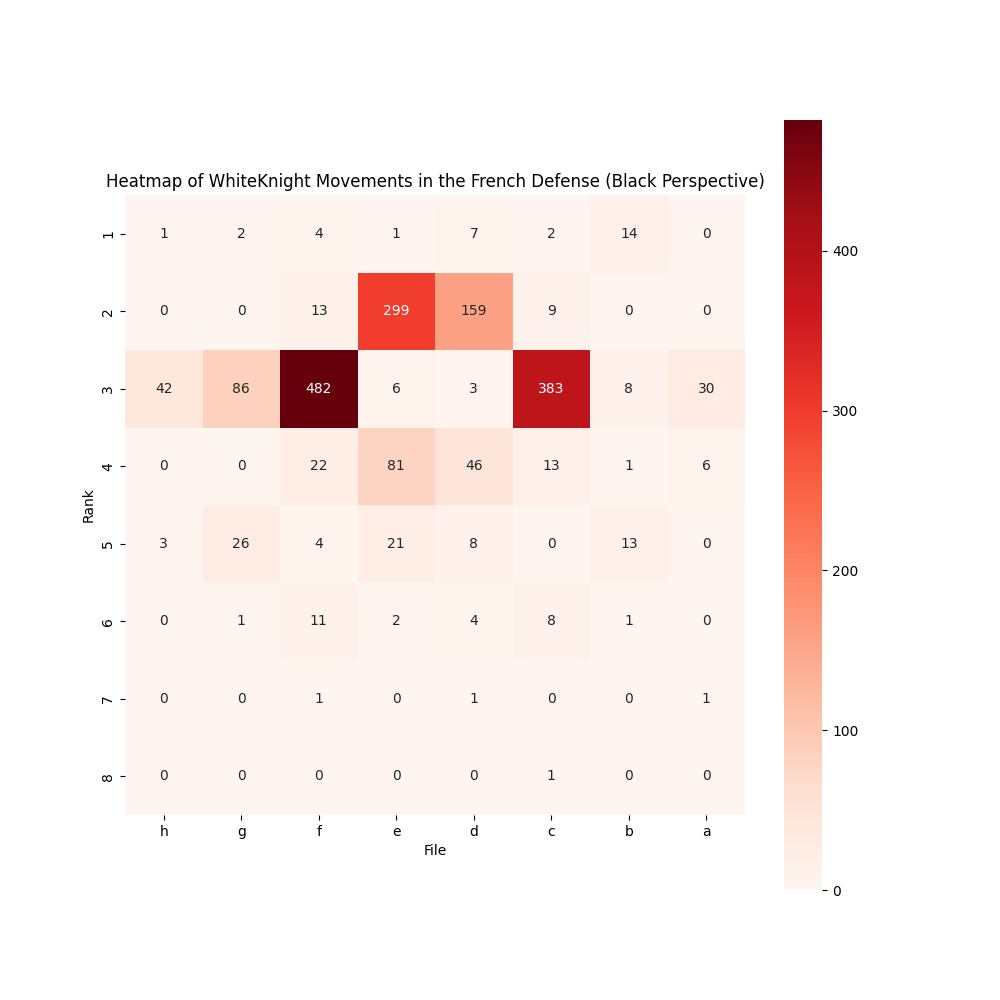 Heatmap of WhiteKnight Movements in the French Defense (Black Perspective)
1 1 2 4 1 7 2 14 0
2 0 0 13 299 159 9 0 0
3 42 86 482 6 3 383 8 30
4 0 0 22 81 46 13 1 6
5 3 26 4 21 8 0 13 0
6 0 1 11 2 4 8 1 0
7 0 0 1 0 1 0 0 1
8 0 0 0 0 0 1 0 0
h g f e d c b a
Rank
File
400
300
200
100
0